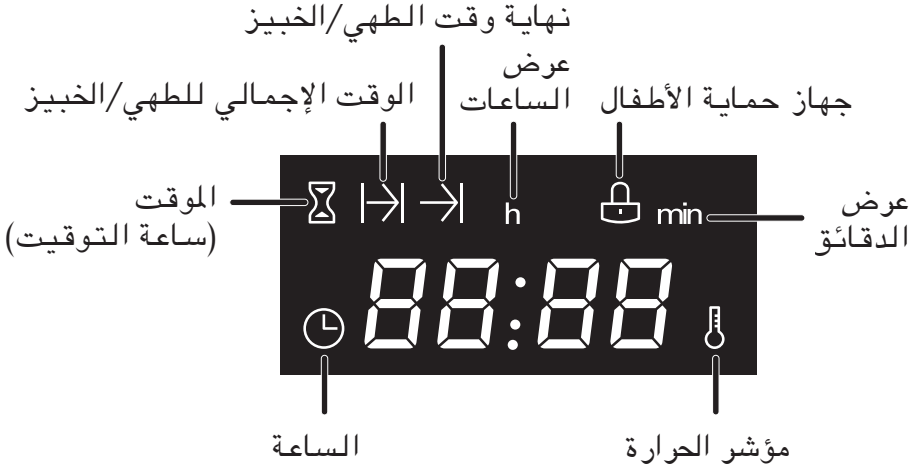 نهاية وقت الطهي/الخبيز
عرض
الساعات
الوقت الإجمالي للطهي/الخبيز
جهاز حماية الأطفال
الموقت
(ساعة التوقيت)
h
min
عرض
الدقائق
88:88
الساعة
مؤشر الحرارة